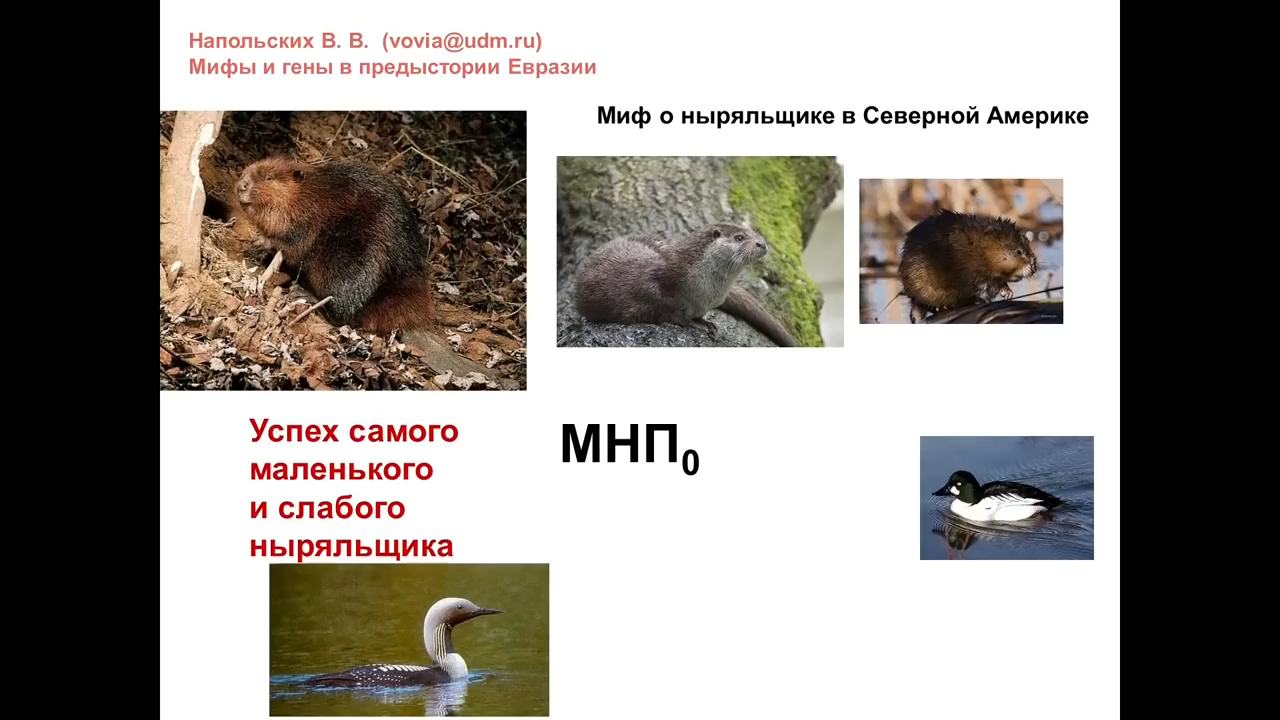 Напольских В. В. (vovia@udm.ru)
Мифы и гены в предыстории Евразии
Миф о ныряльщике в Северной Америке
Успех самого
маленького
и слабого
ныряльщика
МНП₀